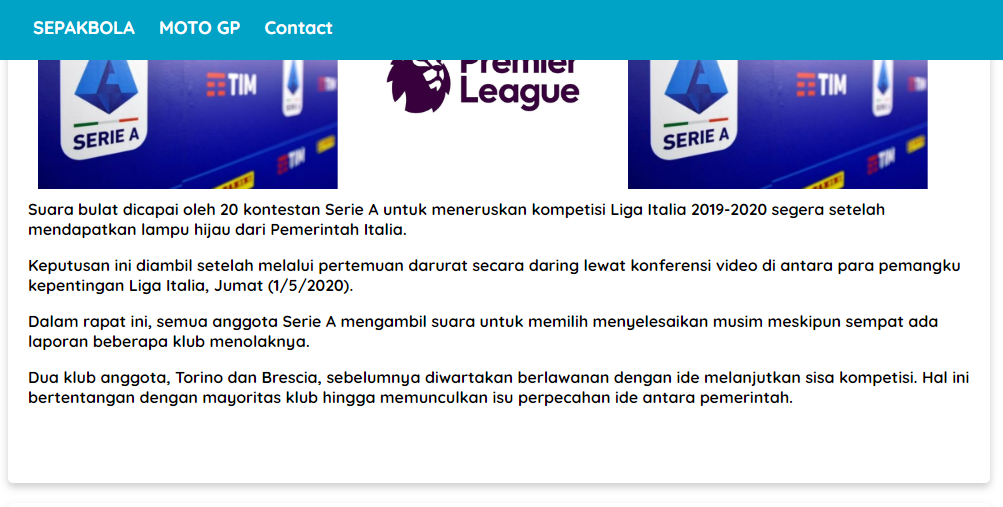 SEPAKBOLA MOTO GP Contact
TIM
SERIE A
TIM
PANINI
Premier
League
TIM
SERIE A
TIM
PANINI
Suara bulat dicapai oleh 20 kontestan Serie A untuk meneruskan kompetisi Liga Italia 2019-2020 segera setelah
mendapatkan lampu hijau dari Pemerintah Italia.
Keputusan ini diambil setelah melalui pertemuan darurat secara daring lewat konferensi video di antara para pemangku
kepentingan Liga Italia, Jumat (1/5/2020).
Dalam rapat ini, semua anggota Serie A mengambil suara untuk memilih menyelesaikan musim meskipun sempat ada
laporan beberapa klub menolaknya.
Dua klub anggota, Torino dan Brescia, sebelumnya diwartakan berlawanan dengan ide melanjutkan sisa kompetisi. Hal ini
bertentangan dengan mayoritas klub hingga memunculkan isu perpecahan ide antara pemerintah.